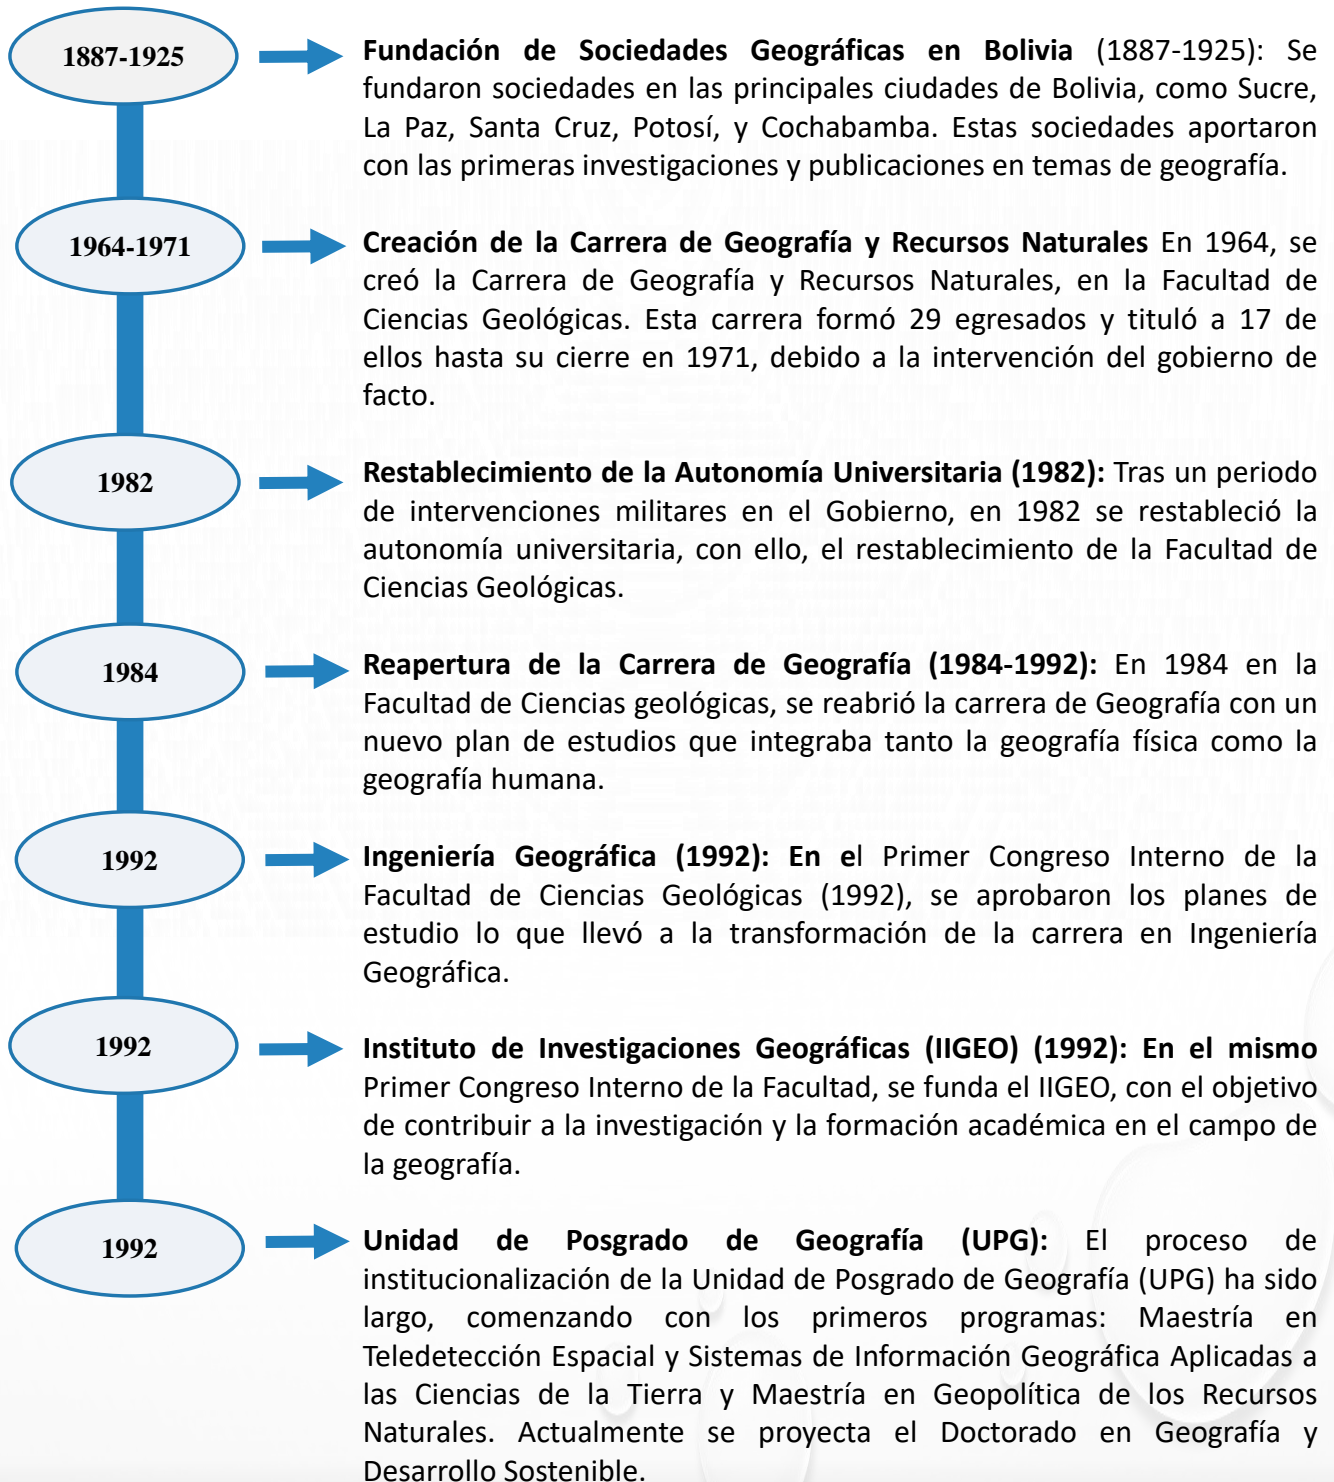 1887-1925
Fundación de Sociedades Geográficas en Bolivia (1887-1925): Se
fundaron sociedades en las principales ciudades de Bolivia, como Sucre,
La Paz, Santa Cruz, Potosí, y Cochabamba. Estas sociedades aportaron
con las primeras investigaciones y publicaciones en temas de geografía.
1964-1971
Creación de la Carrera de Geografía y Recursos Naturales En 1964, se
creó la Carrera de Geografía y Recursos Naturales, en la Facultad de
Ciencias Geológicas. Esta carrera formó 29 egresados y tituló a 17 de
ellos hasta su cierre en 1971, debido a la intervención del gobierno de
facto.
1982
Restablecimiento de la Autonomía Universitaria (1982): Tras un periodo
de intervenciones militares en el Gobierno, en 1982 se restableció la
autonomía universitaria, con ello, el restablecimiento de la Facultad de
Ciencias Geológicas.
1984
Reapertura de la Carrera de Geografía (1984-1992): En 1984 en la
Facultad de Ciencias geológicas, se reabrió la carrera de Geografía con un
nuevo plan de estudios que integraba tanto la geografía física como la
geografía humana.
1992
Ingeniería Geográfica (1992): En el Primer Congreso Interno de la
Facultad de Ciencias Geológicas (1992), se aprobaron los planes de
estudio lo que llevó a la transformación de la carrera en Ingeniería
Geográfica.
1992
Instituto de Investigaciones Geográficas (IIGEO) (1992): En el mismo
Primer Congreso Interno de la Facultad, se funda el IIGEO, con el objetivo
de contribuir a la investigación y la formación académica en el campo de
la geografía.
1992
Unidad de Posgrado de Geografía (UPG): El proceso de
institucionalización de la Unidad de Posgrado de Geografía (UPG) ha sido
largo, comenzando con los primeros programas: Maestría en
Teledetección Espacial y Sistemas de Información Geográfica Aplicadas a
las Ciencias de la Tierra y Maestría en Geopolítica de los Recursos
Naturales. Actualmente se proyecta el Doctorado en Geografía y
Desarrollo Sostenible.